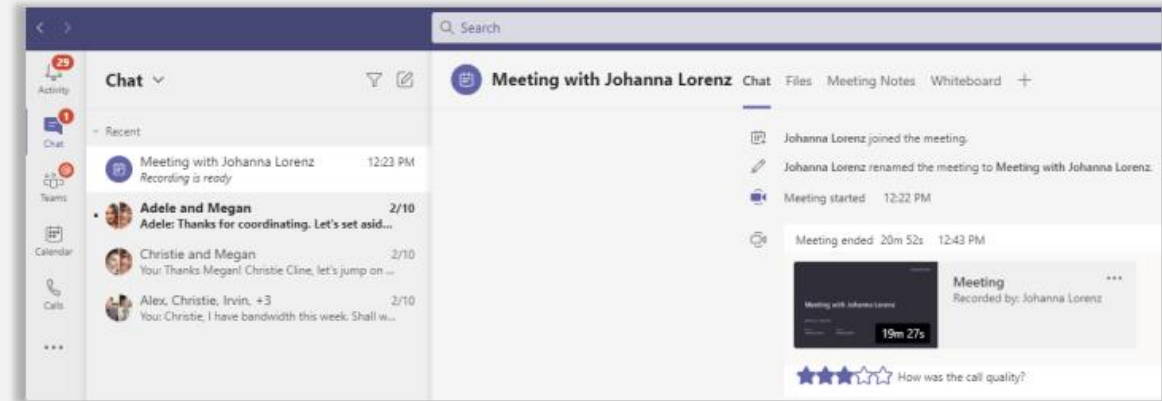 Search
29
Activity
1
Chat
Teams
Calendar
Calls
Chat
Recent
Meeting with Johanna Lorenz 12:23 PM
Recording is ready
Adele and Megan 2/10
Adele: Thanks for coordinating. Let's set asid...
Christie and Megan 2/10
You: Thanks Megan! Christie Cline, let's jump on ...
Alex, Christie, Irvin, +3 2/10
You: Christie, I have bandwidth this week. Shall w...
Meeting with Johanna Lorenz Chat Files Meeting Notes Whiteboard
Johanna Lorenz joined the meeting.
Johanna Lorenz renamed the meeting to Meeting with Johanna Lorenz.
Meeting started 12:22 PM
Meeting ended 20m 52s 12:43 PM
Meeting with Johanna Lorenz
19m 27s
Meeting
Recorded by: Johanna Lorenz
How was the call quality?